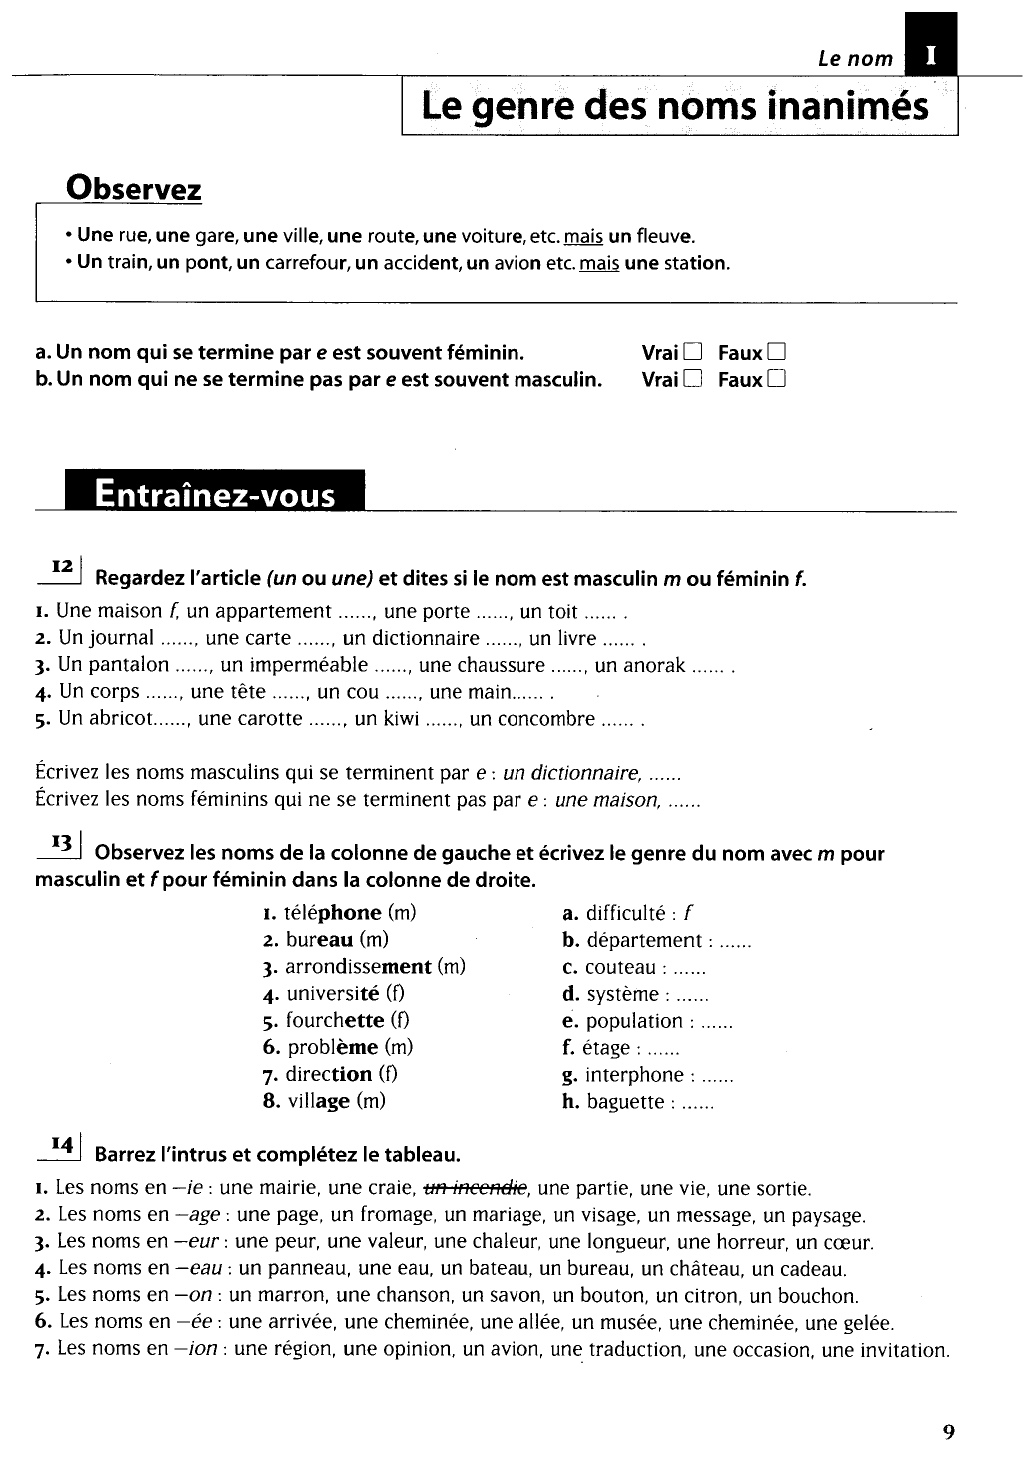 Le nom I
Le genre des noms inanimés
Observez
• Une rue, une gare, une ville, une route, une voiture, etc. mais un fleuve.
• Un train, un pont, un carrefour, un accident, un avion etc. mais une station.
a. Un nom qui se termine par e est souvent féminin. Vrai □ Faux □
b. Un nom qui ne se termine pas par e est souvent masculin. Vrai □ Faux □
Entraînez-vous
12 Regardez l'article (un ou une) et dites si le nom est masculin m ou féminin f.
1. Une maison f, un appartement ......, une porte ......, un toit ...... .
2. Un journal ......, une carte ......, un dictionnaire ......, un livre ...... .
3. Un pantalon ......, un imperméable ......, une chaussure ......, un anorak ...... .
4. Un corps ......, une tête ......, un cou ......, une main...... .
5. Un abricot......, une carotte ......, un kiwi ......, un concombre ...... .
Écrivez les noms masculins qui se terminent par e : un dictionnaire, ......
Écrivez les noms féminins qui ne se terminent pas par e : une maison, ......
13 Observez les noms de la colonne de gauche et écrivez le genre du nom avec m pour
masculin et f pour féminin dans la colonne de droite.
1. téléphone (m) a. difficulté : f
2. bureau (m) b. département : ......
3. arrondissement (m) c. couteau : ......
4. université (f) d. système : ......
5. fourchette (f) e. population : ......
6. problème (m) f. étage : ......
7. direction (f) g. interphone : ......
8. village (m) h. baguette : ......
14 Barrez l'intrus et complétez le tableau.
1. Les noms en –ie : une mairie, une craie, un incendie, une partie, une vie, une sortie.
2. Les noms en –age : une page, un fromage, un mariage, un visage, un message, un paysage.
3. Les noms en –eur : une peur, une valeur, une chaleur, une longueur, une horreur, un cœur.
4. Les noms en –eau : un panneau, une eau, un bateau, un bureau, un château, un cadeau.
5. Les noms en –on : un marron, une chanson, un savon, un bouton, un citron, un bouchon.
6. Les noms en –ée : une arrivée, une cheminée, une allée, un musée, une cheminée, une gelée.
7. Les noms en –ion : une région, une opinion, un avion, une traduction, une occasion, une invitation.
9